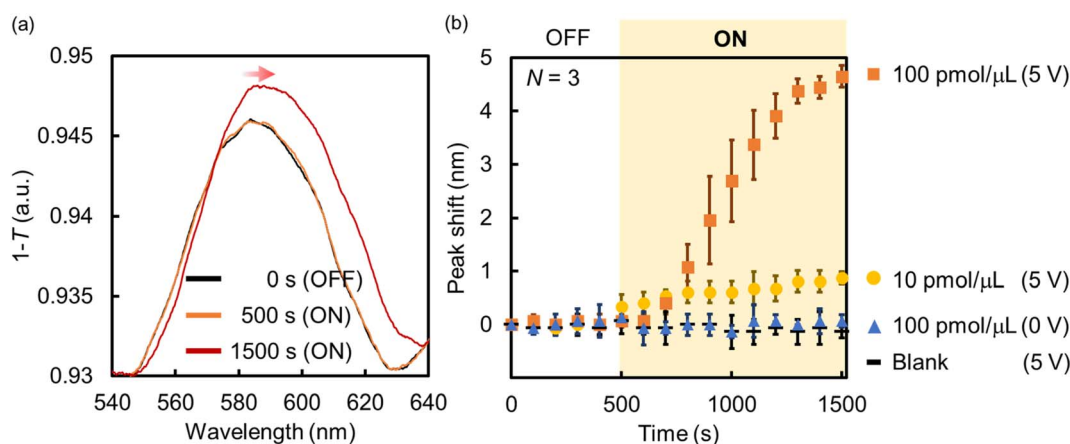 (a)
0.95
0.945
0.94
0.935
0.93
1-T (a.u.)
0 s (OFF)
500 s (ON)
1500 s (ON)
540 560 580 600 620 640
Wavelength (nm)
(b)
OFF ON
N = 3
5
4
3
2
1
0
Peak shift (nm)
0 500 1000 1500
Time (s)
100 pmol/μL (5 V)
10 pmol/μL (5 V)
100 pmol/μL (0 V)
Blank (5 V)